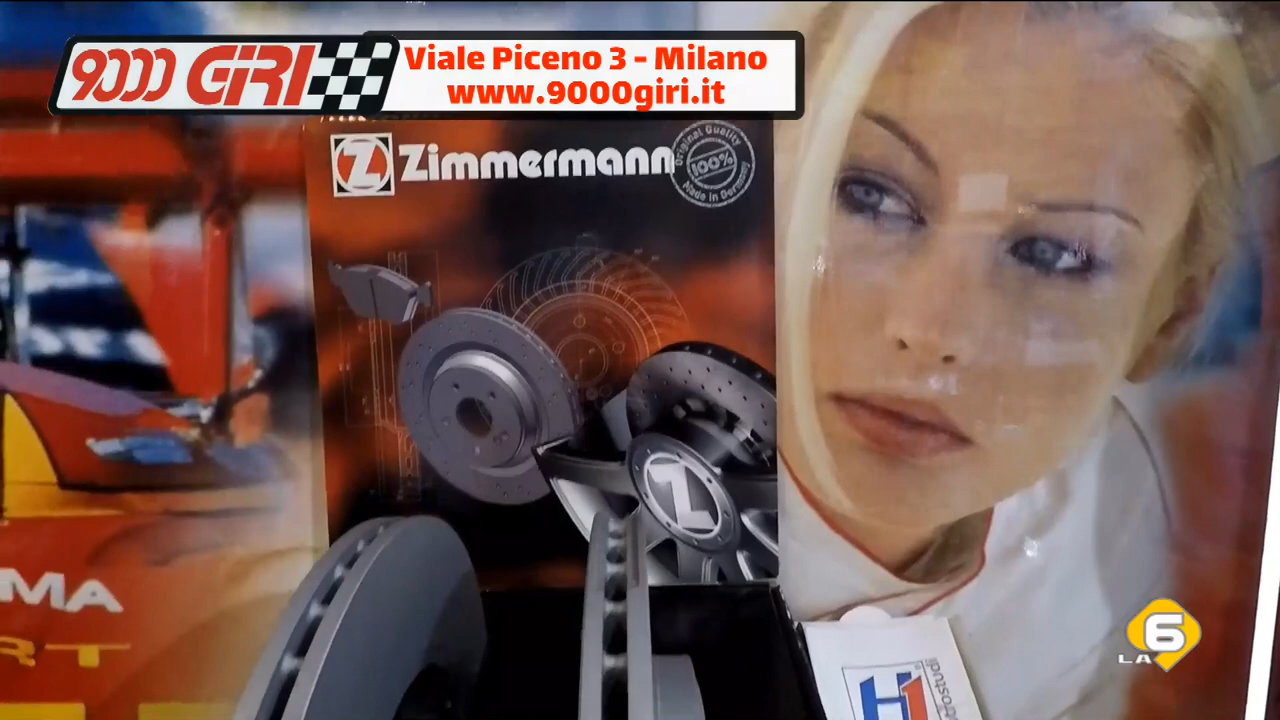 9000 GIRI
Viale Piceno 3 - Milano
www.9000giri.it
Z Zimmermann
Original Quality
100%
Made in Germany
Z
MA
RT
LA 6